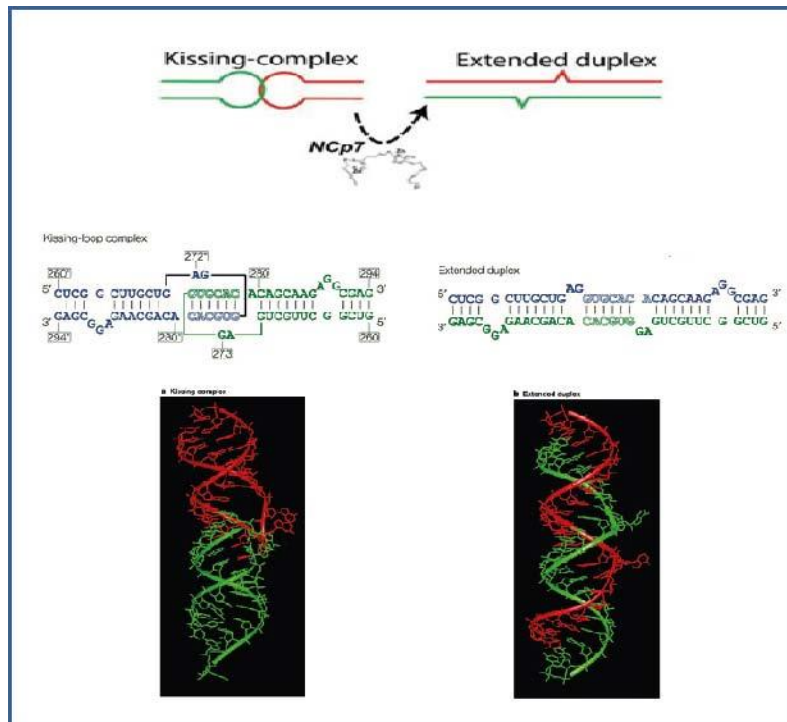 Kissing-complex
Extended duplex
NCpT
Kissing-loop complex
Extended duplex
272*
260* AG 280 294
5' CUCG G CUUGCUG GUGCAC ACAGCAAG A G G CGAG 3'
3' GAGC G G A GAACGACA CACGUG GUCGUUC G GCUG 5'
294* 280* GA 260
273
AG
5' CUCG G CUUGCUG GUGCAC A ACAGCAAG A G G CGAG 3'
3' GAGC G G A GAACGACA CACGUG GUCGUUC G GCUG 5'
GA
a Kissing complex
b Extended duplex